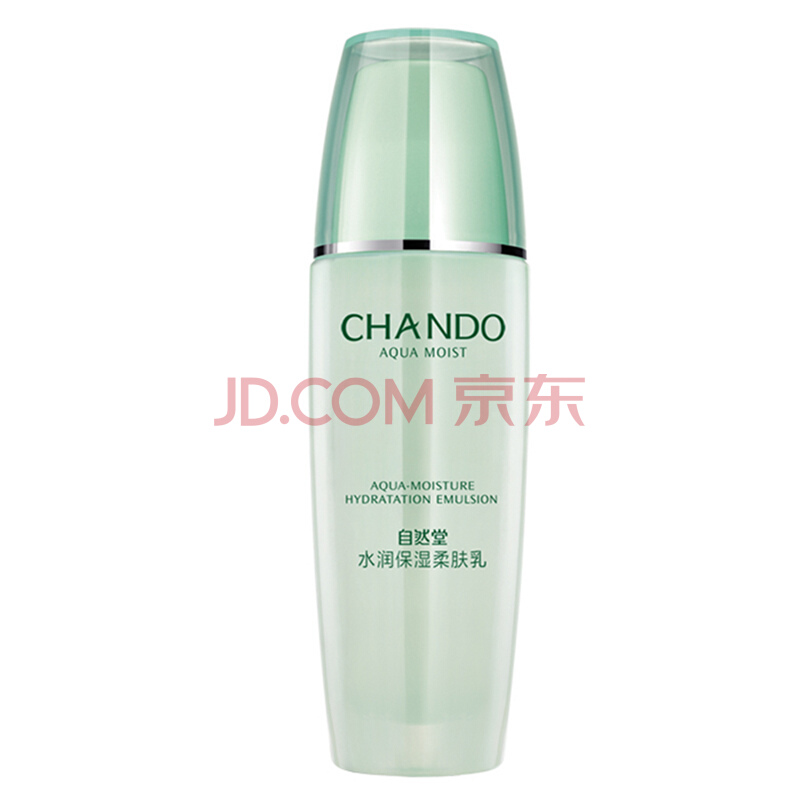 CHANDO
AQUA MOIST
JD.COM 京东
AQUA-MOISTURE
HYDRATATION EMULSION
自然堂
水润保湿柔肤乳